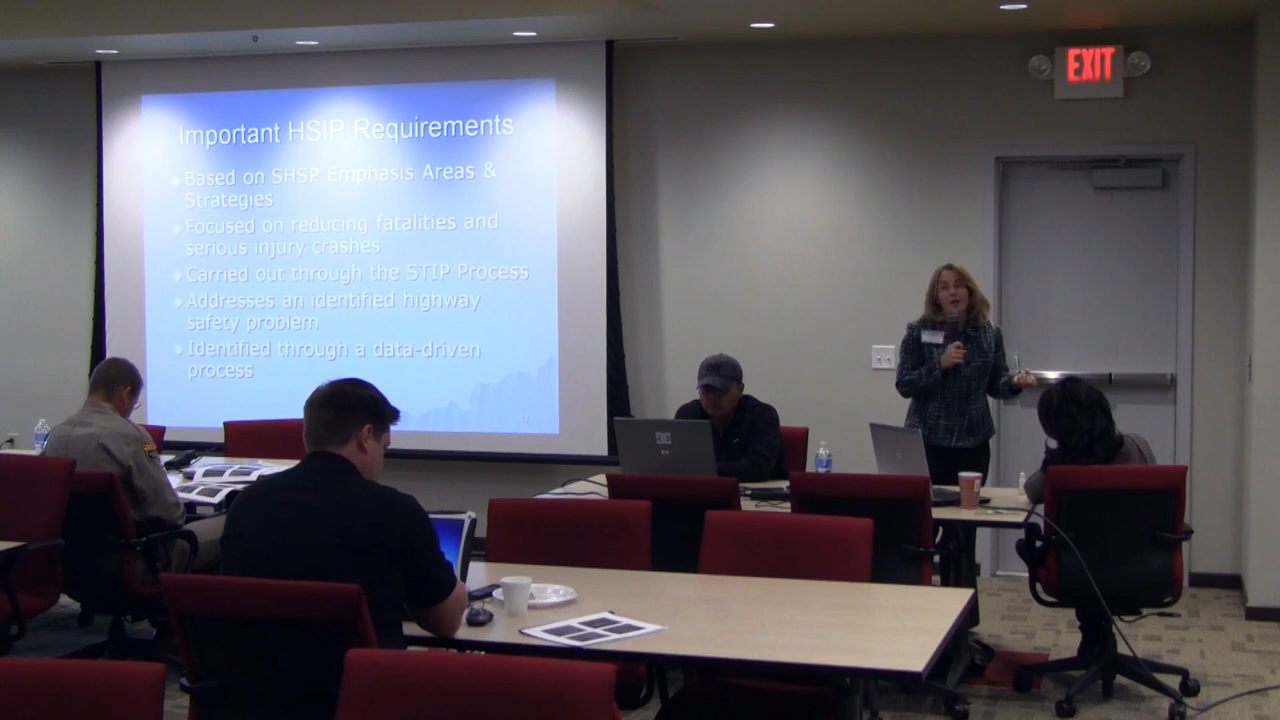 EXIT
Important HSIP Requirements
Based on SHSP Emphasis Areas &
Strategies
Focused on reducing fatalities and
serious injury crashes
Carried out through the STIP Process
Addresses an identified highway
safety problem
Identified through a data-driven
process
12